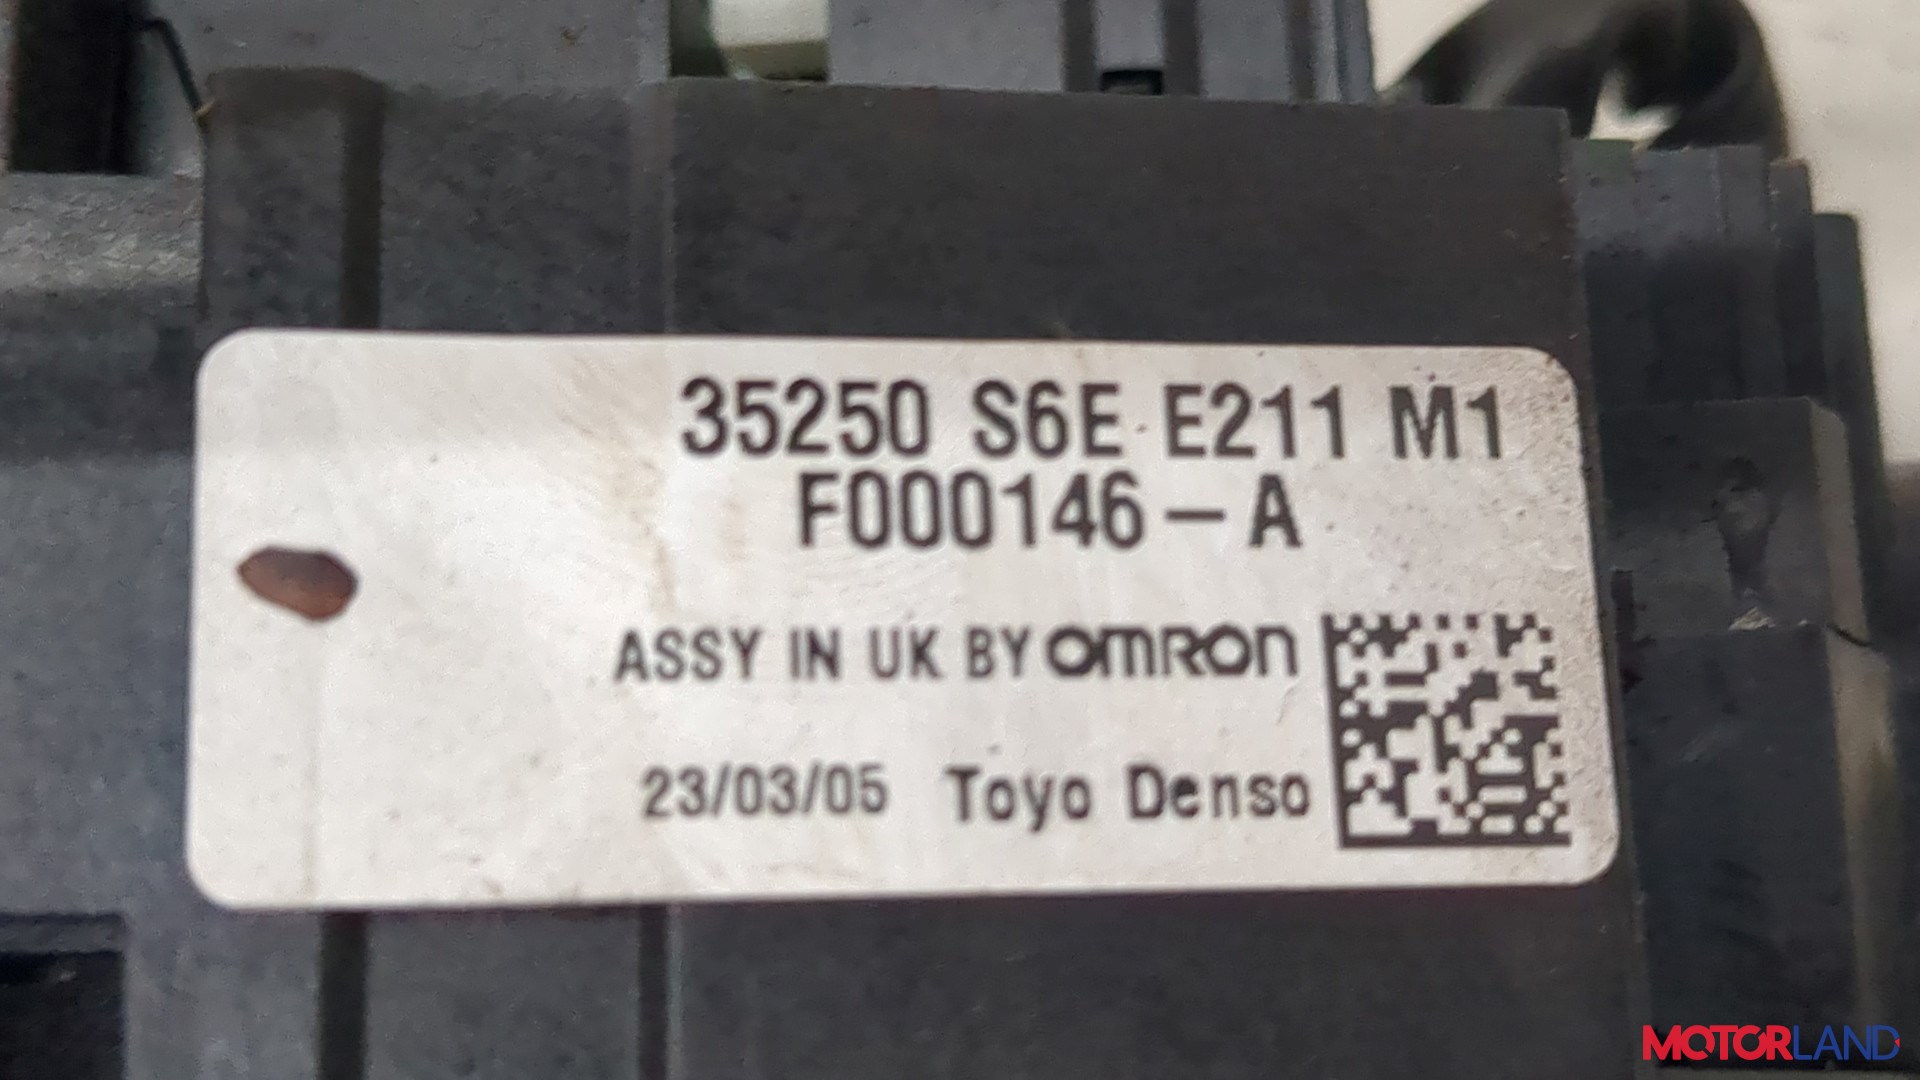 35250 S6E E211 M1
F000146-A
ASSY IN UK BY OMRON
23/03/05 Toyo Denso
MOTORLAND